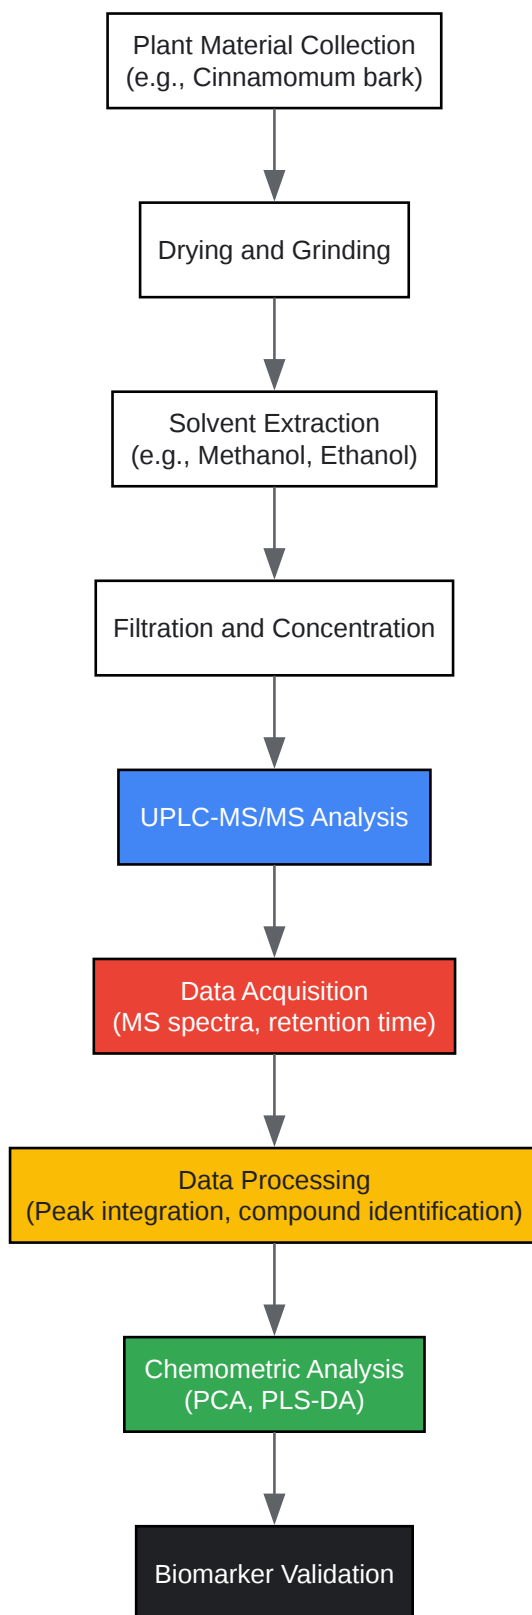 Plant Material Collection
(e.g., Cinnamomum bark)
Drying and Grinding
Solvent Extraction
(e.g., Methanol, Ethanol)
Filtration and Concentration
UPLC-MS/MS Analysis
Data Acquisition
(MS spectra, retention time)
Data Processing
(Peak integration, compound identification)
Chemometric Analysis
(PCA, PLS-DA)
Biomarker Validation